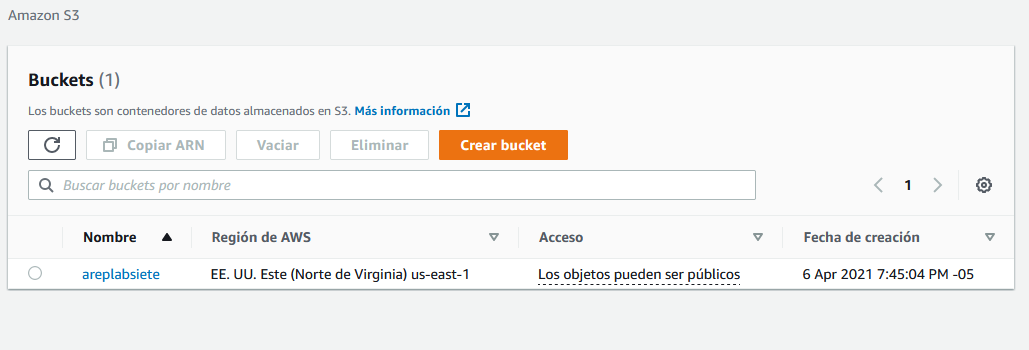 Amazon S3
Buckets (1)
Los buckets son contenedores de datos almacenados en S3. Más información
Copiar ARN Vaciar Eliminar Crear bucket
Buscar buckets por nombre 1
Nombre Región de AWS Acceso Fecha de creación
areplabsiete EE. UU. Este (Norte de Virginia) us-east-1 Los objetos pueden ser públicos 6 Apr 2021 7:45:04 PM -05